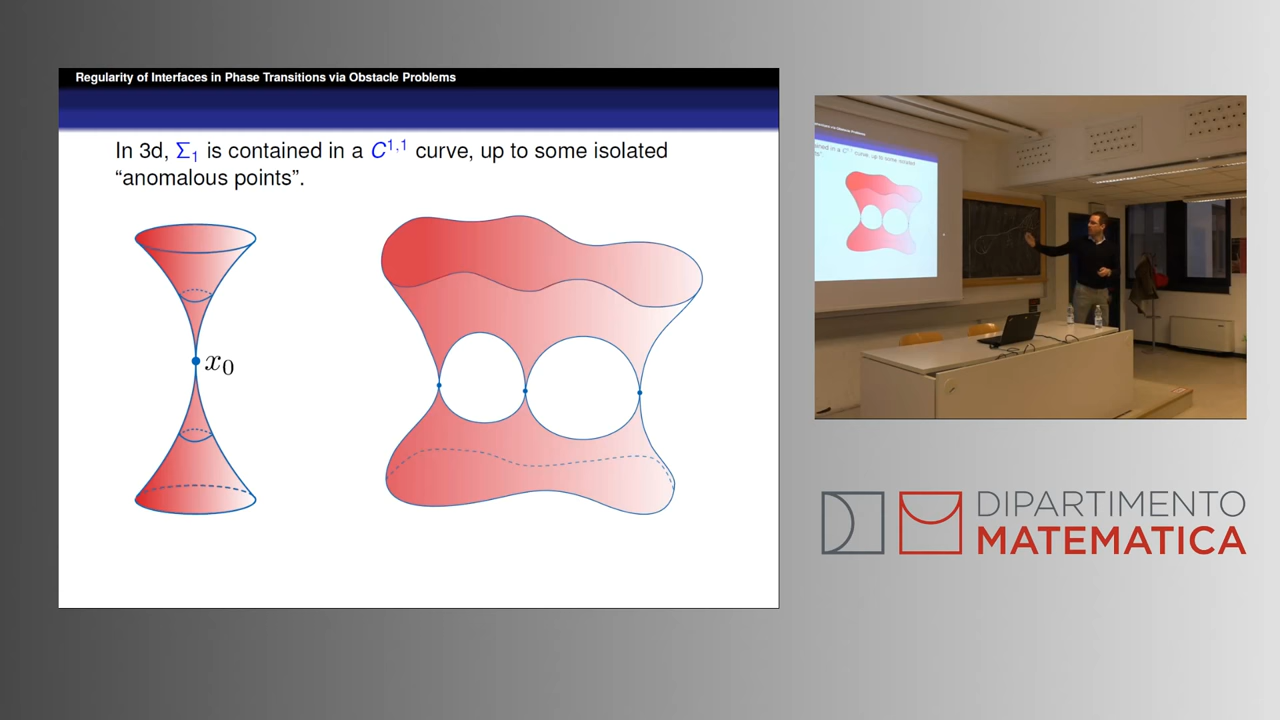 Regularity of Interfaces in Phase Transitions via Obstacle Problems
In 3d, Σ₁ is contained in a C¹,¹ curve, up to some isolated
“anomalous points”.
x₀
DIPARTIMENTO
MATEMATICA